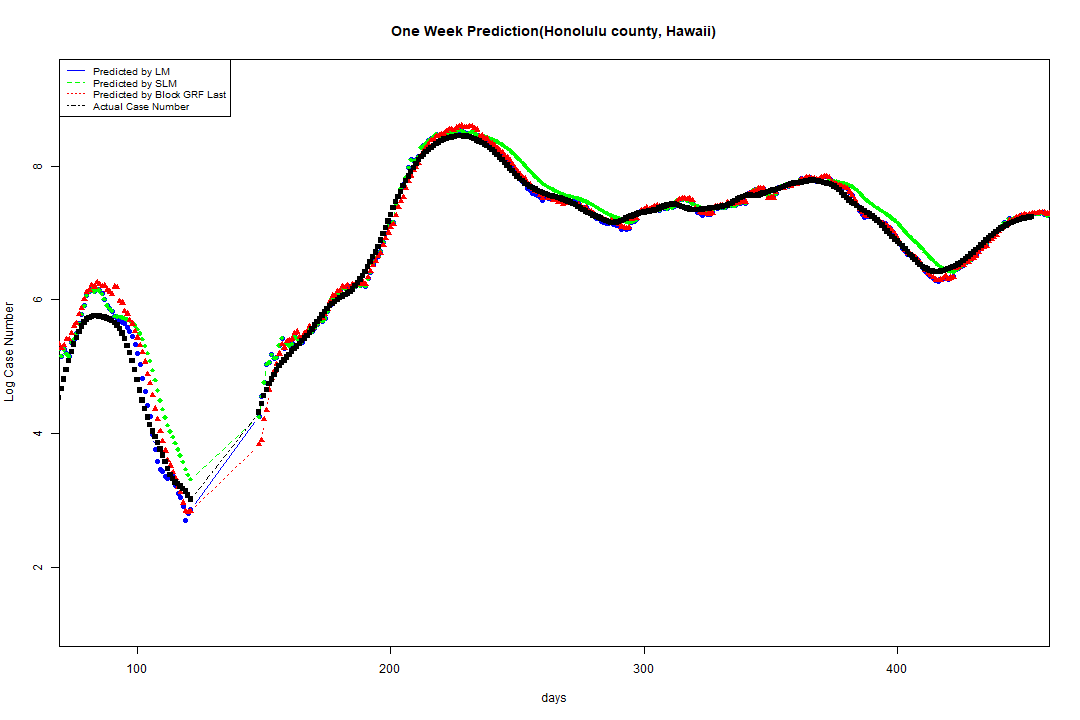 One Week Prediction(Honolulu county, Hawaii)
Predicted by LM
Predicted by SLM
Predicted by Block GRF Last
Actual Case Number
Log Case Number
8
6
4
2
100 200 300 400
days